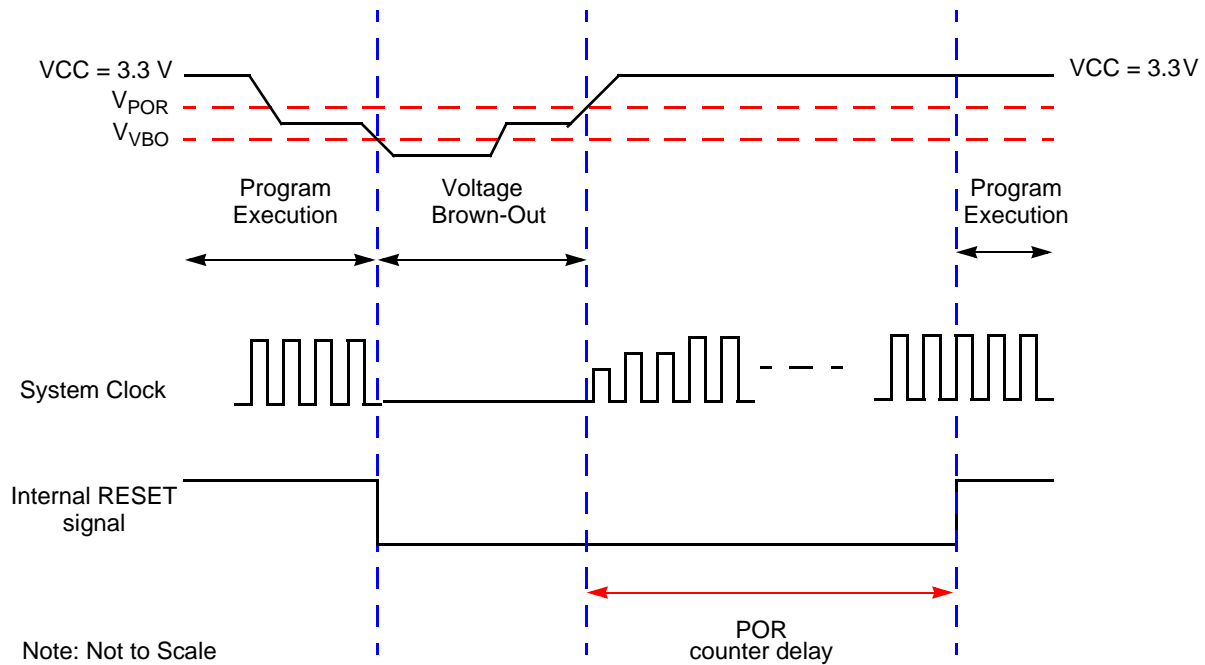 VCC = 3.3 V
VCC = 3.3V
VPOR
VVBO
Program
Execution
Voltage
Brown-Out
Program
Execution
System Clock
Internal RESET
signal
POR
counter delay
Note: Not to Scale